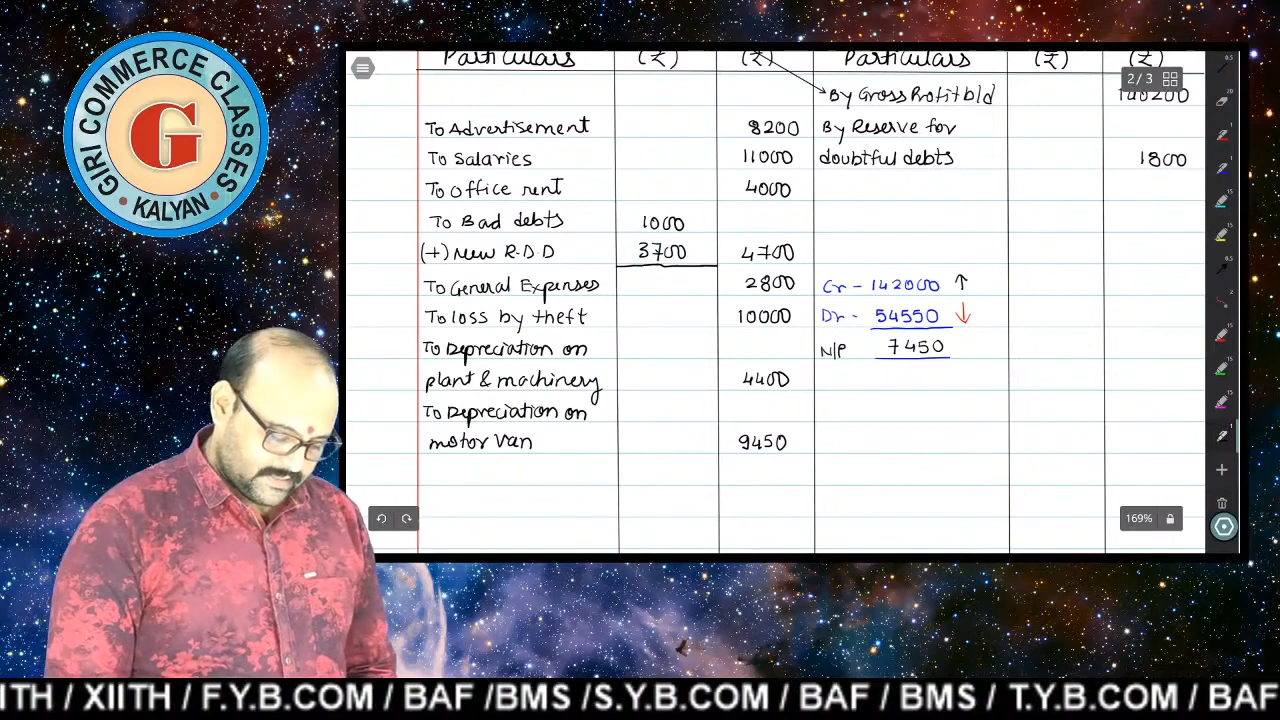 GIRI COMMERCE CLASSES
G
• KALYAN •
Particulars (₹) (₹) Particulars (₹) (₹)
2/3
By Gross Profit b/d 140200
To Advertisement 8200 By Reserve for
To Salaries 11000 doubtful debts 1800
To Office rent 4000
To Bad debts 1000
(+) New R.D.D 3700 4700
To General Expenses 2800 Cr - 142000 ↑
To loss by theft 10000 Dr - 54550 ↓
To Depreciation on N/P 7450
plant & machinery 4400
To Depreciation on
motor van 9450
169%
IITH / XIITH / F.Y.B.COM / BAF /BMS /S.Y.B.COM / BAF / BMS / T.Y.B.COM / BAF